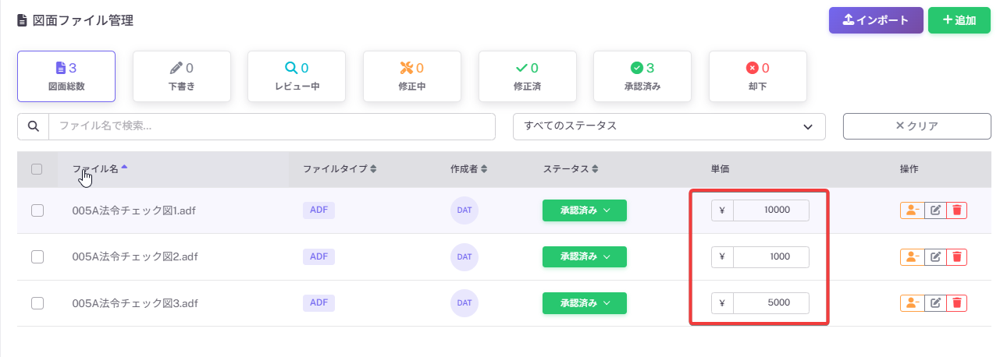 図面ファイル管理
インポート
追加
3
図面総数
0
下書き
0
レビュー中
0
修正中
0
修正済
3
承認済み
0
却下
ファイル名で検索...
すべてのステータス
クリア
ファイル名 ファイルタイプ 作成者 ステータス 単価 操作
005A法令チェック図1.adf ADF DAT 承認済み ¥ 10000
005A法令チェック図2.adf ADF DAT 承認済み ¥ 1000
005A法令チェック図3.adf ADF DAT 承認済み ¥ 5000